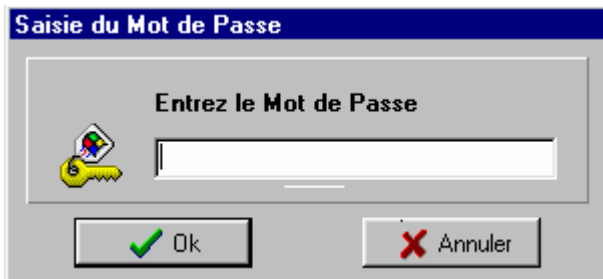 Saisie du Mot de Passe
Entrez le Mot de Passe
Ok
Annuler